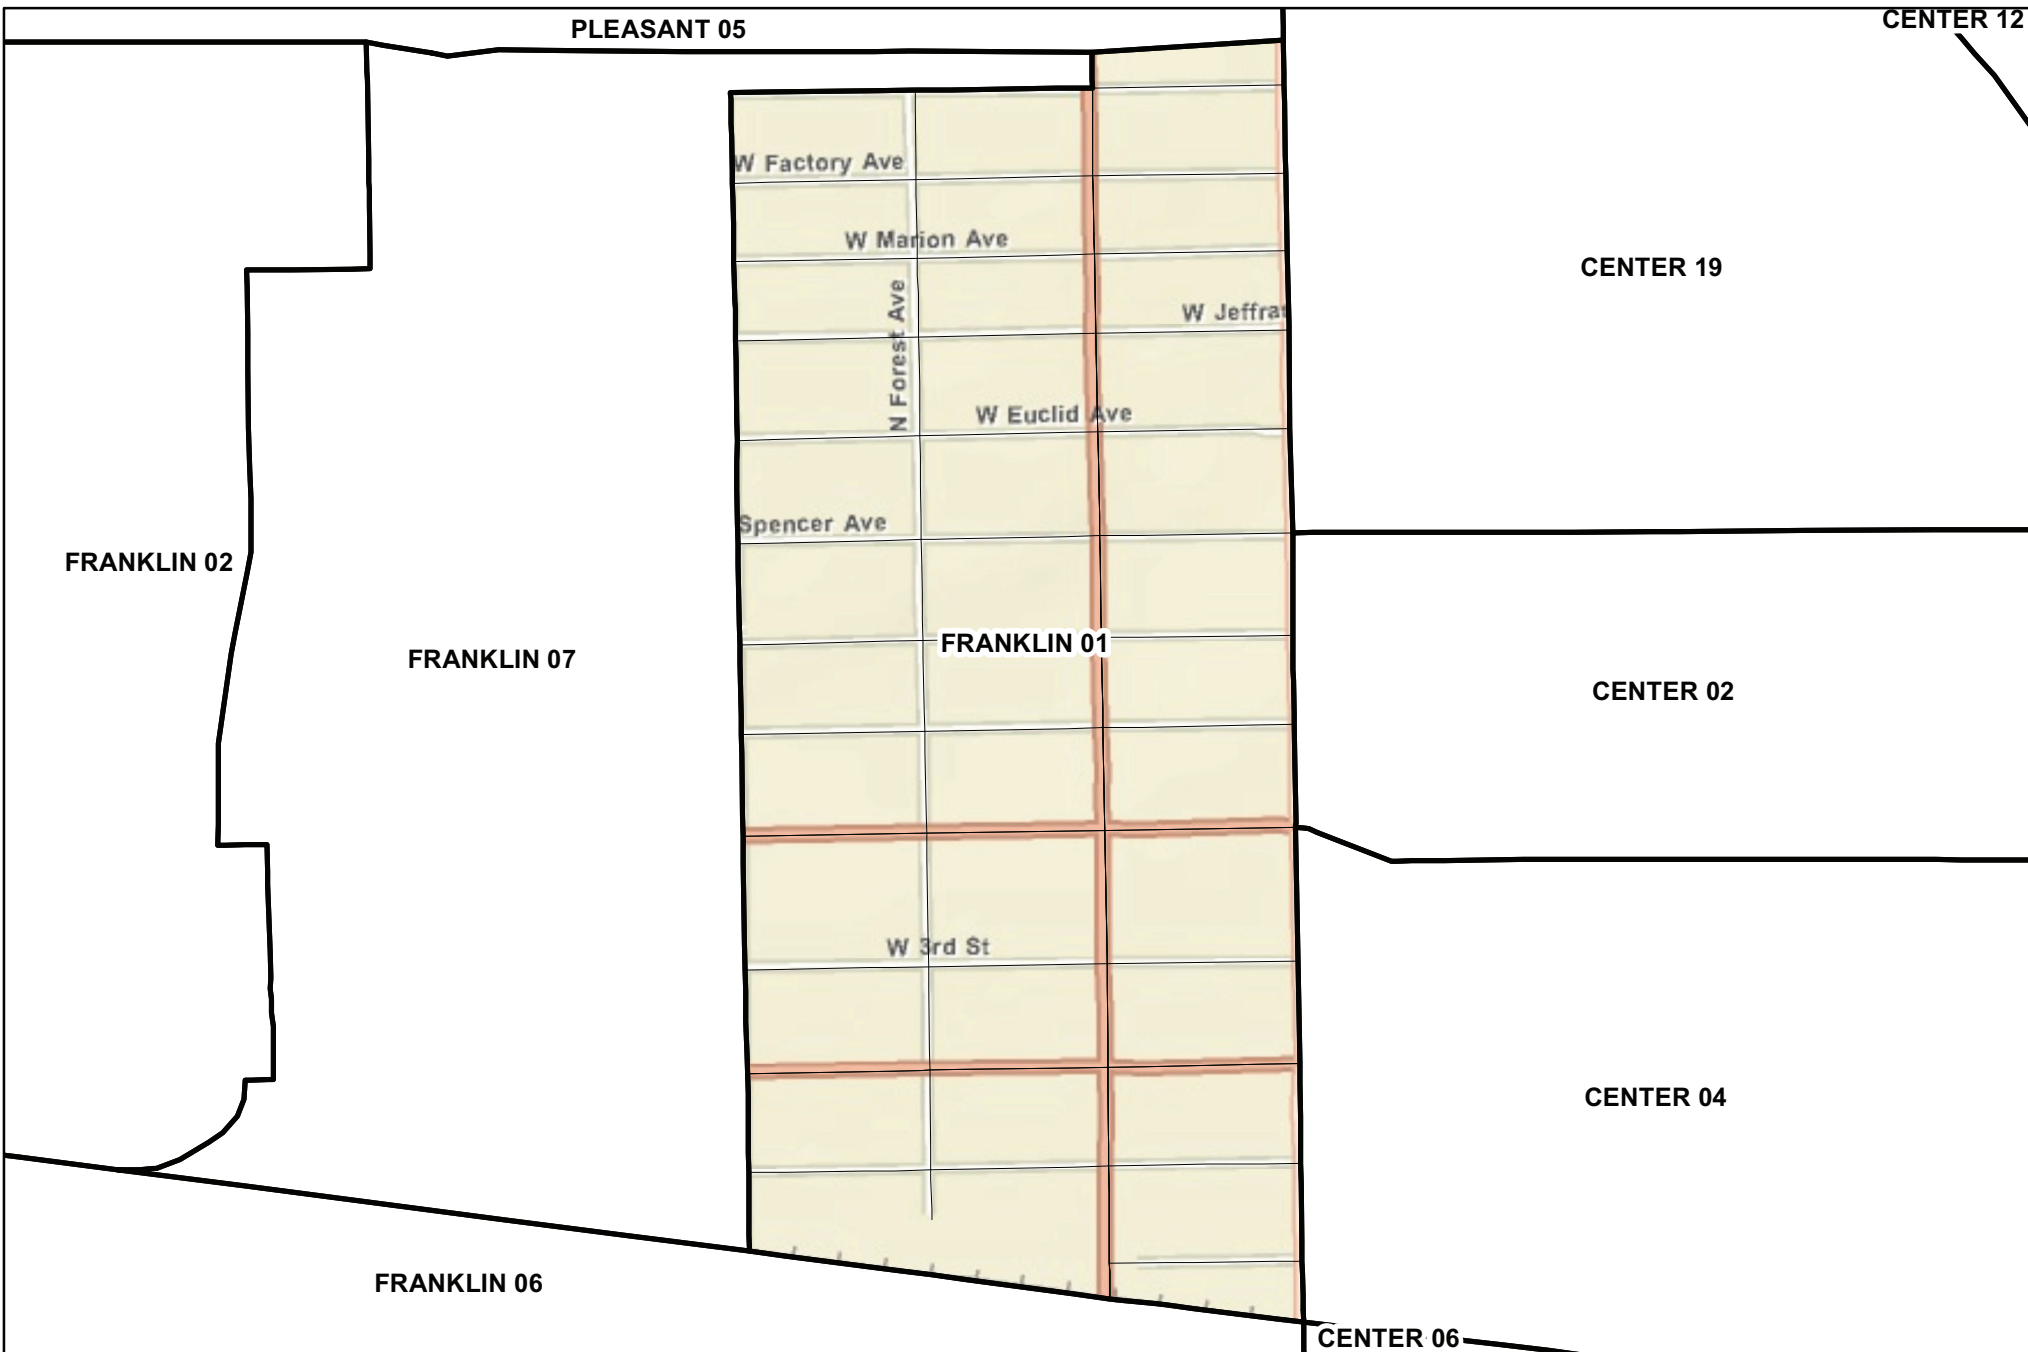 CENTER 12
PLEASANT 05
W Factory Ave
W Marion Ave
CENTER 19
N Forest Ave
W Euclid Ave
Spencer Ave
FRANKLIN 02
FRANKLIN 01
FRANKLIN 07
CENTER 02
W 3rd St
CENTER 04
FRANKLIN 06
CENTER 06